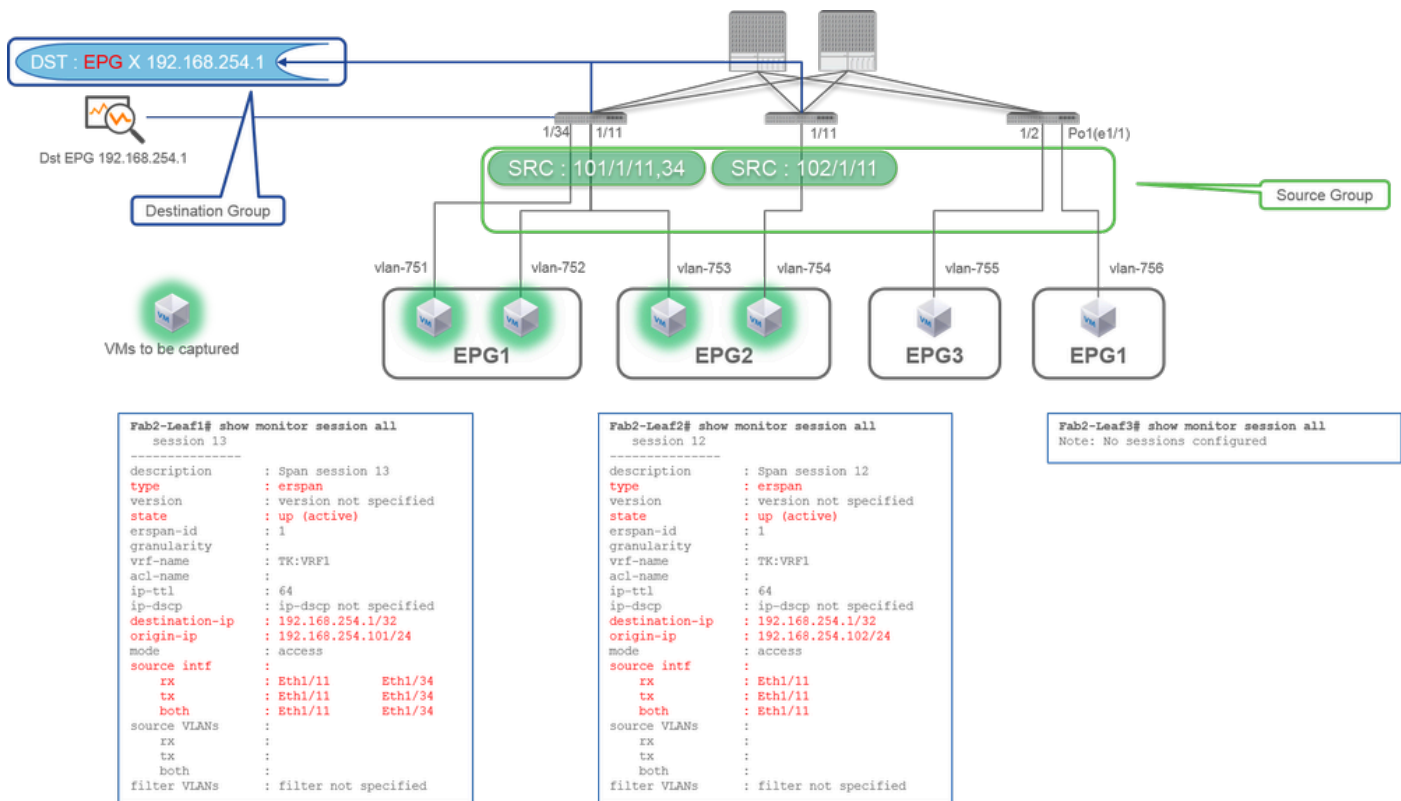 DST : EPG X 192.168.254.1
Dst EPG 192.168.254.1
Destination Group
1/34 1/11
1/11
1/2 Po1(e1/1)
SRC : 101/1/11,34
SRC : 102/1/11
Source Group
vlan-751
vlan-752
vlan-753
vlan-754
vlan-755
vlan-756
VM
VM
VM
VM
VM
VM
VM
VMs to be captured
EPG1
EPG2
EPG3
EPG1
Fab2-Leaf1# show monitor session all
session 13
---------------
description : Span session 13
type : erspan
version : version not specified
state : up (active)
erspan-id : 1
granularity :
vrf-name : TK:VRF1
acl-name :
ip-ttl : 64
ip-dscp : ip-dscp not specified
destination-ip : 192.168.254.1/32
origin-ip : 192.168.254.101/24
mode : access
source intf :
rx : Eth1/11 Eth1/34
tx : Eth1/11 Eth1/34
both : Eth1/11 Eth1/34
source VLANs :
rx :
tx :
both :
filter VLANs : filter not specified
Fab2-Leaf2# show monitor session all
session 12
---------------
description : Span session 12
type : erspan
version : version not specified
state : up (active)
erspan-id : 1
granularity :
vrf-name : TK:VRF1
acl-name :
ip-ttl : 64
ip-dscp : ip-dscp not specified
destination-ip : 192.168.254.1/32
origin-ip : 192.168.254.102/24
mode : access
source intf :
rx : Eth1/11
tx : Eth1/11
both : Eth1/11
source VLANs :
rx :
tx :
both :
filter VLANs : filter not specified
Fab2-Leaf3# show monitor session all
Note: No sessions configured